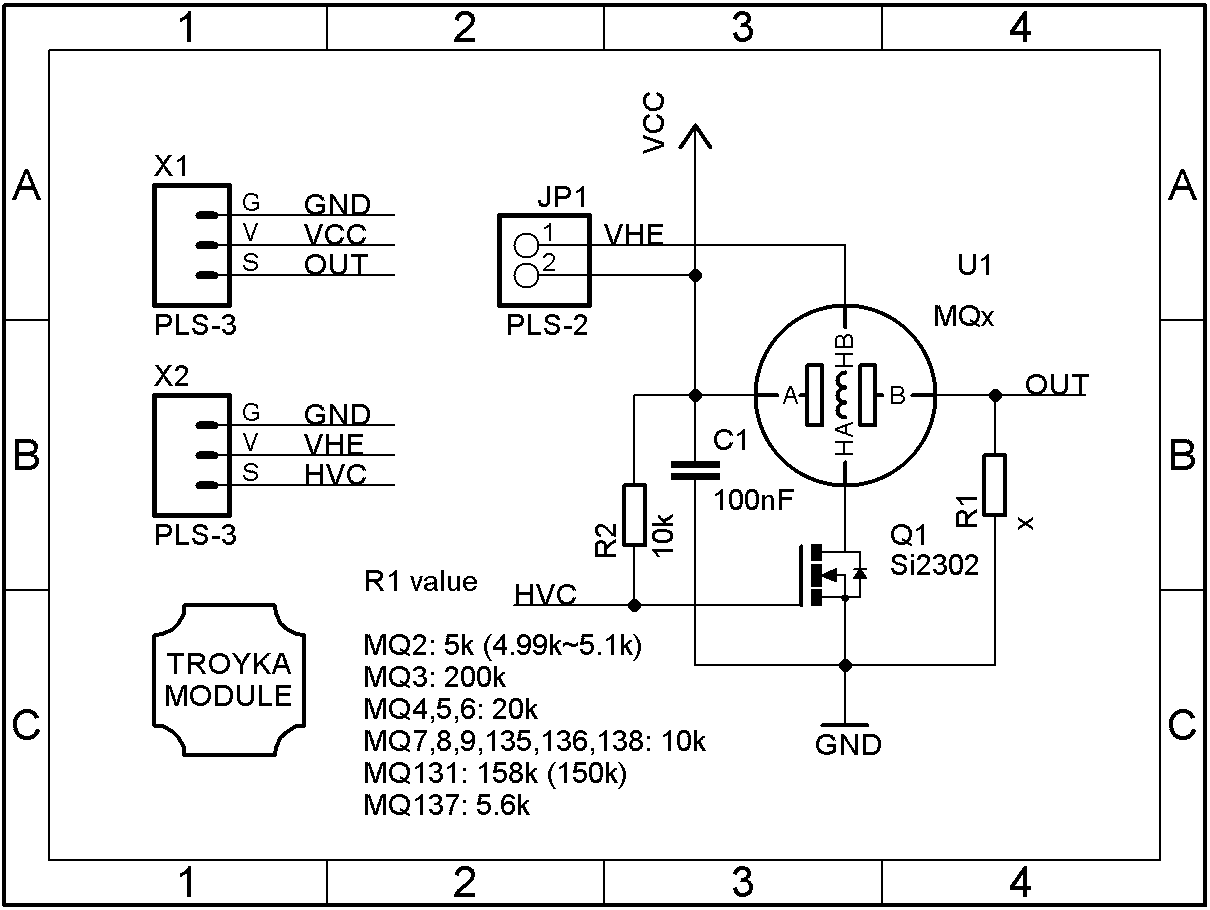 1 2 3 4
A
B
C
A
B
C
1 2 3 4
X1
G GND
V VCC
S OUT
PLS-3
X2
G GND
V VHE
S HVC
PLS-3
TROYKA
MODULE
JP1
1 VHE
2
PLS-2
VCC
U1
MQx
HB
A
B
HA
OUT
C1
100nF
R2
10k
R1
x
Q1
Si2302
HVC
GND
R1 value
MQ2: 5k (4.99k~5.1k)
MQ3: 200k
MQ4,5,6: 20k
MQ7,8,9,135,136,138: 10k
MQ131: 158k (150k)
MQ137: 5.6k